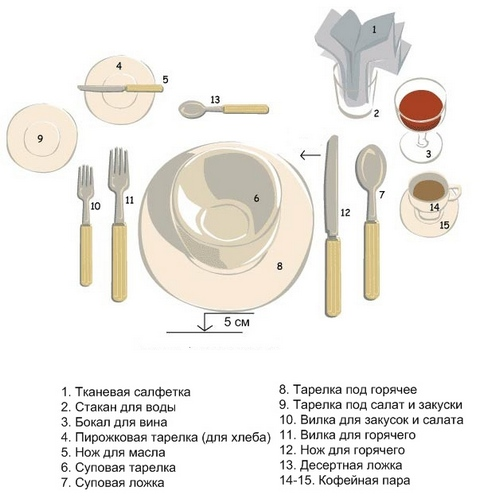 1
4
5
13
2
3
9
10
11
6
12
7
14
15
8
5 см
1. Тканевая салфетка
2. Стакан для воды
3. Бокал для вина
4. Пирожковая тарелка (для хлеба)
5. Нож для масла
6. Суповая тарелка
7. Суповая ложка
8. Тарелка под горячее
9. Тарелка под салат и закуски
10. Вилка для закусок и салата
11. Вилка для горячего
12. Нож для горячего
13. Десертная ложка
14-15. Кофейная пара